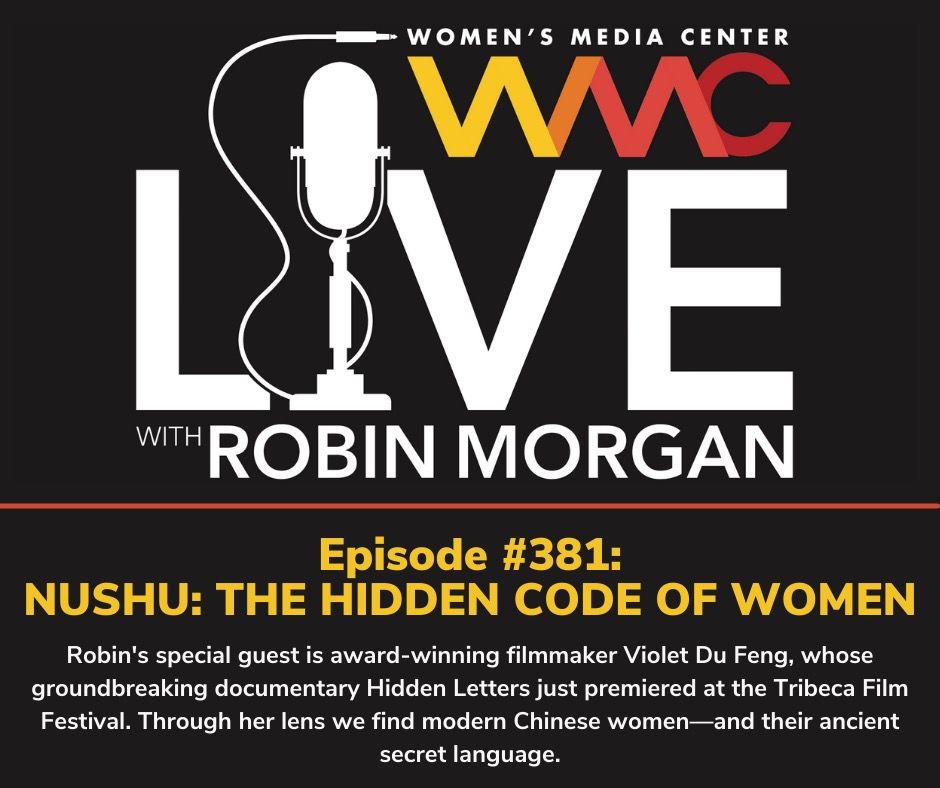 WOMEN'S MEDIA CENTER
WMC
LIVE
WITH ROBIN MORGAN
Episode #381:
NUSHU: THE HIDDEN CODE OF WOMEN
Robin's special guest is award-winning filmmaker Violet Du Feng, whose
groundbreaking documentary Hidden Letters just premiered at the Tribeca Film
Festival. Through her lens we find modern Chinese women—and their ancient
secret language.